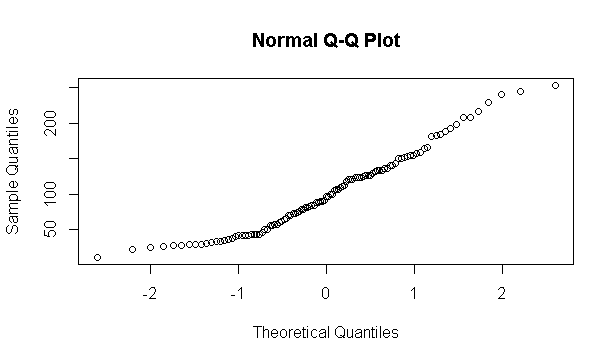 Normal Q-Q Plot
Sample Quantiles
200
100
50
-2 -1 0 1 2
Theoretical Quantiles